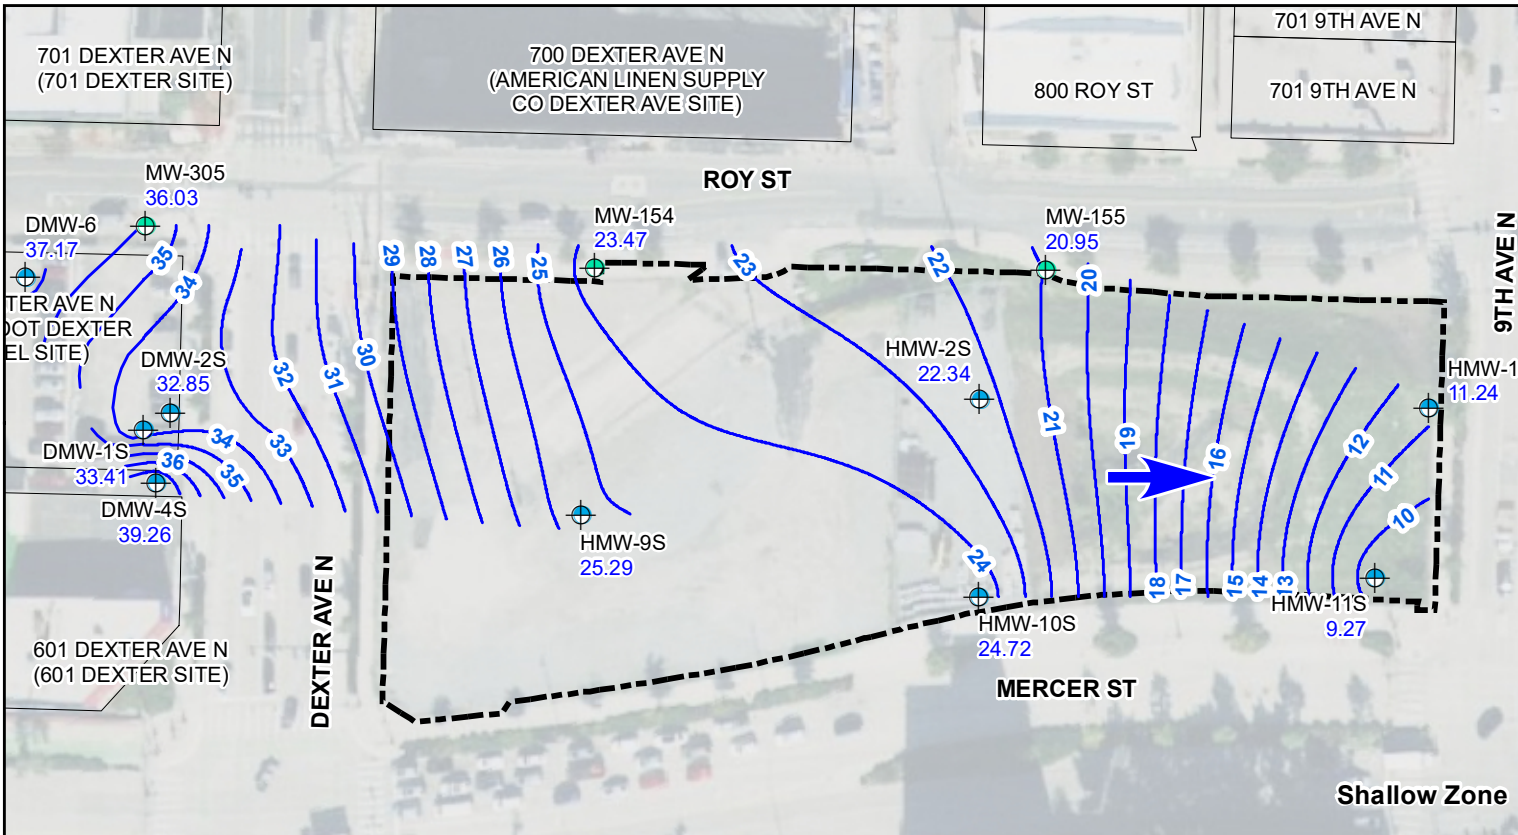 701 DEXTER AVE N
(701 DEXTER SITE)
700 DEXTER AVE N
(AMERICAN LINEN SUPPLY
CO DEXTER AVE SITE)
800 ROY ST
701 9TH AVE N
701 9TH AVE N
ROY ST
MW-305
36.03
DMW-6
37.17
MW-154
23.47
MW-155
20.95
9TH AVE N
TER AVE N
DOT DEXTER
EL SITE)
35
34
29
28
27
26
25
23
22
20
DMW-2S
32.85
HMW-2S
22.34
HMW-1
11.24
32
31
30
DMW-1S
33.41
34
33
36
35
21
19
16
12
11
10
DMW-4S
39.26
HMW-9S
25.29
24
18
17
15
14
13
HMW-10S
24.72
HMW-11S
9.27
601 DEXTER AVE N
(601 DEXTER SITE)
DEXTER AVE N
MERCER ST
Shallow Zone